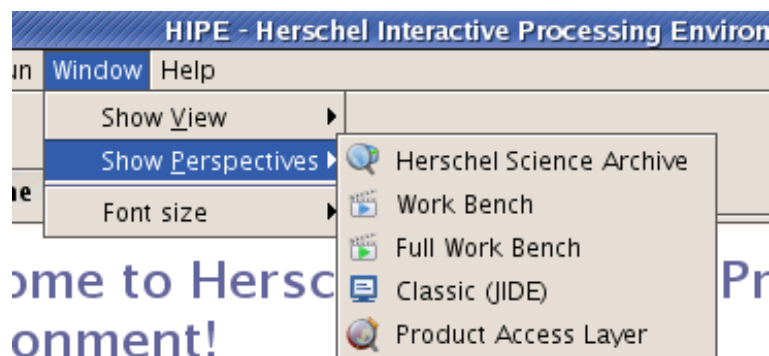 HIPE - Herschel Interactive Processing Environ
un Window Help
Show View
Show Perspectives
Herschel Science Archive
Work Bench
Font size
Full Work Bench
Classic (JIDE)
Product Access Layer
ome to Hersc Pr
onment!